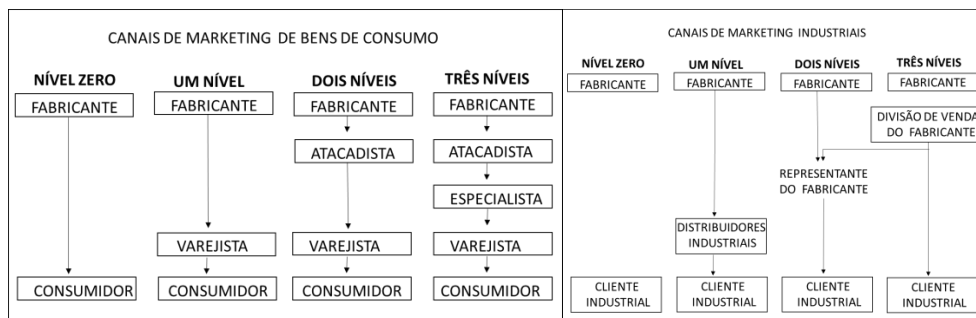 CANAIS DE MARKETING DE BENS DE CONSUMO
NÍVEL ZERO
UM NÍVEL
DOIS NÍVEIS
TRÊS NÍVEIS
FABRICANTE
FABRICANTE
FABRICANTE
FABRICANTE
ATACADISTA
ATACADISTA
ESPECIALISTA
VAREJISTA
VAREJISTA
VAREJISTA
CONSUMIDOR
CONSUMIDOR
CONSUMIDOR
CONSUMIDOR
CANAIS DE MARKETING INDUSTRIAIS
NÍVEL ZERO
UM NÍVEL
DOIS NÍVEIS
TRÊS NÍVEIS
FABRICANTE
FABRICANTE
FABRICANTE
FABRICANTE
DIVISÃO DE VENDA
DO FABRICANTE
REPRESENTANTE
DO FABRICANTE
DISTRIBUIDORES
INDUSTRIAIS
CLIENTE
INDUSTRIAL
CLIENTE
INDUSTRIAL
CLIENTE
INDUSTRIAL
CLIENTE
INDUSTRIAL